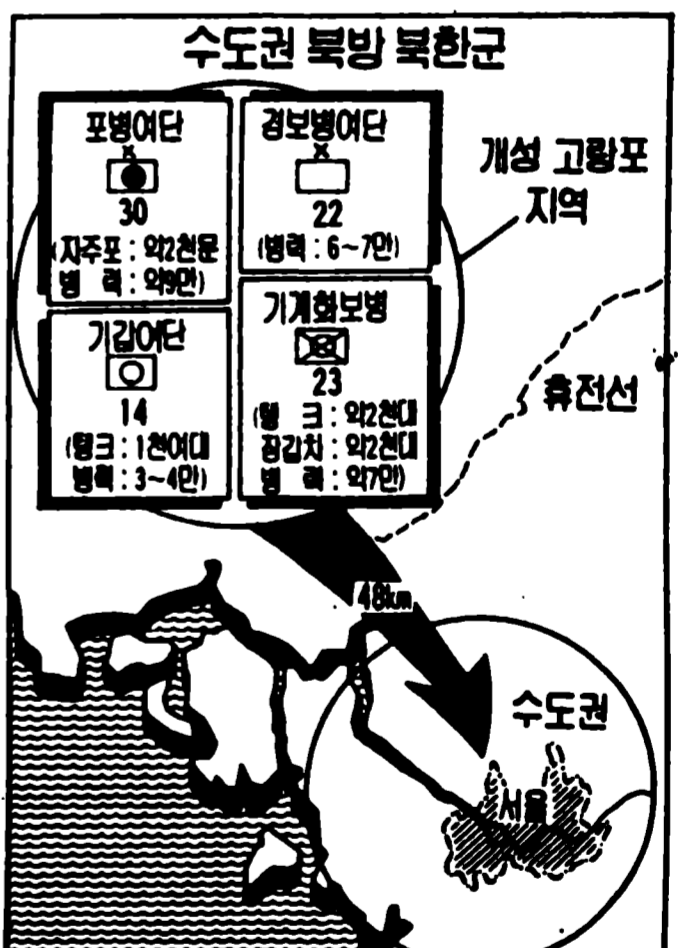 수도권 북방 북한군
포병여단
30
(자주포 : 약2천문
병 력 : 약9만)
경보병여단
22
(병력 : 6~7만)
기갑여단
14
(탱크 : 1천여대
병력 : 3~4만)
기계화보병
23
(탱 크 : 약2천대
장갑차 : 약2천대
병 력 : 약7만)
개성 고랑포
지역
휴전선
48km
수도권
서울